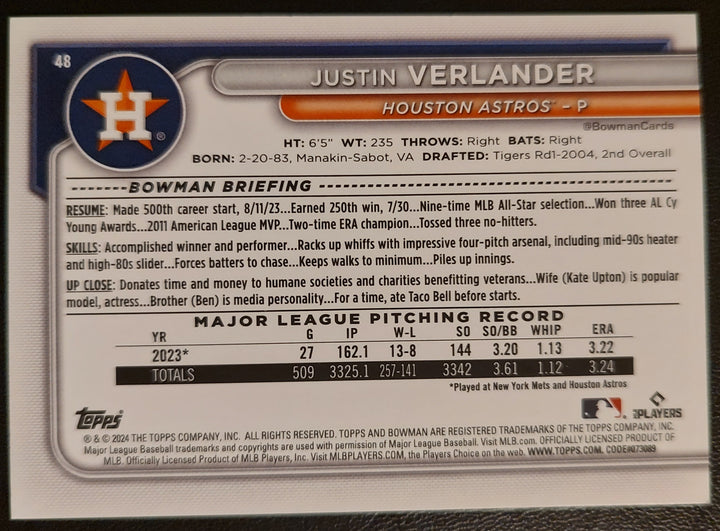 48
H
®
JUSTIN VERLANDER
HOUSTON ASTROS™ – P
@BowmanCards
HT: 6'5" WT: 235 THROWS: Right BATS: Right
BORN: 2-20-83, Manakin-Sabot, VA DRAFTED: Tigers Rd1-2004, 2nd Overall
BOWMAN BRIEFING
RESUME: Made 500th career start, 8/11/23...Earned 250th win, 7/30...Nine-time MLB All-Star selection...Won three AL Cy
Young Awards...2011 American League MVP...Two-time ERA champion...Tossed three no-hitters.
SKILLS: Accomplished winner and performer...Racks up whiffs with impressive four-pitch arsenal, including mid-90s heater
and high-80s slider...Forces batters to chase...Keeps walks to minimum...Piles up innings.
UP CLOSE: Donates time and money to humane societies and charities benefitting veterans...Wife (Kate Upton) is popular
model, actress...Brother (Ben) is media personality...For a time, ate Taco Bell before starts.
MAJOR LEAGUE PITCHING RECORD
YR G IP W-L SO SO/BB WHIP ERA
2023* 27 162.1 13-8 144 3.20 1.13 3.22
TOTALS 509 3325.1 257-141 3342 3.61 1.12 3.24
*Played at New York Mets and Houston Astros
topps PLAYERS
® & © 2024 THE TOPPS COMPANY, INC. ALL RIGHTS RESERVED. TOPPS AND BOWMAN ARE REGISTERED TRADEMARKS OF THE TOPPS COMPANY, INC.
Major League Baseball trademarks and copyrights are used with permission of Major League Baseball. Visit MLB.com. OFFICIALLY LICENSED PRODUCT OF
MLB. Officially Licensed Product of MLB Players, Inc. Visit MLBPLAYERS.COM, the Players Choice on the web. WWW.TOPPS.COM. CODE#073089